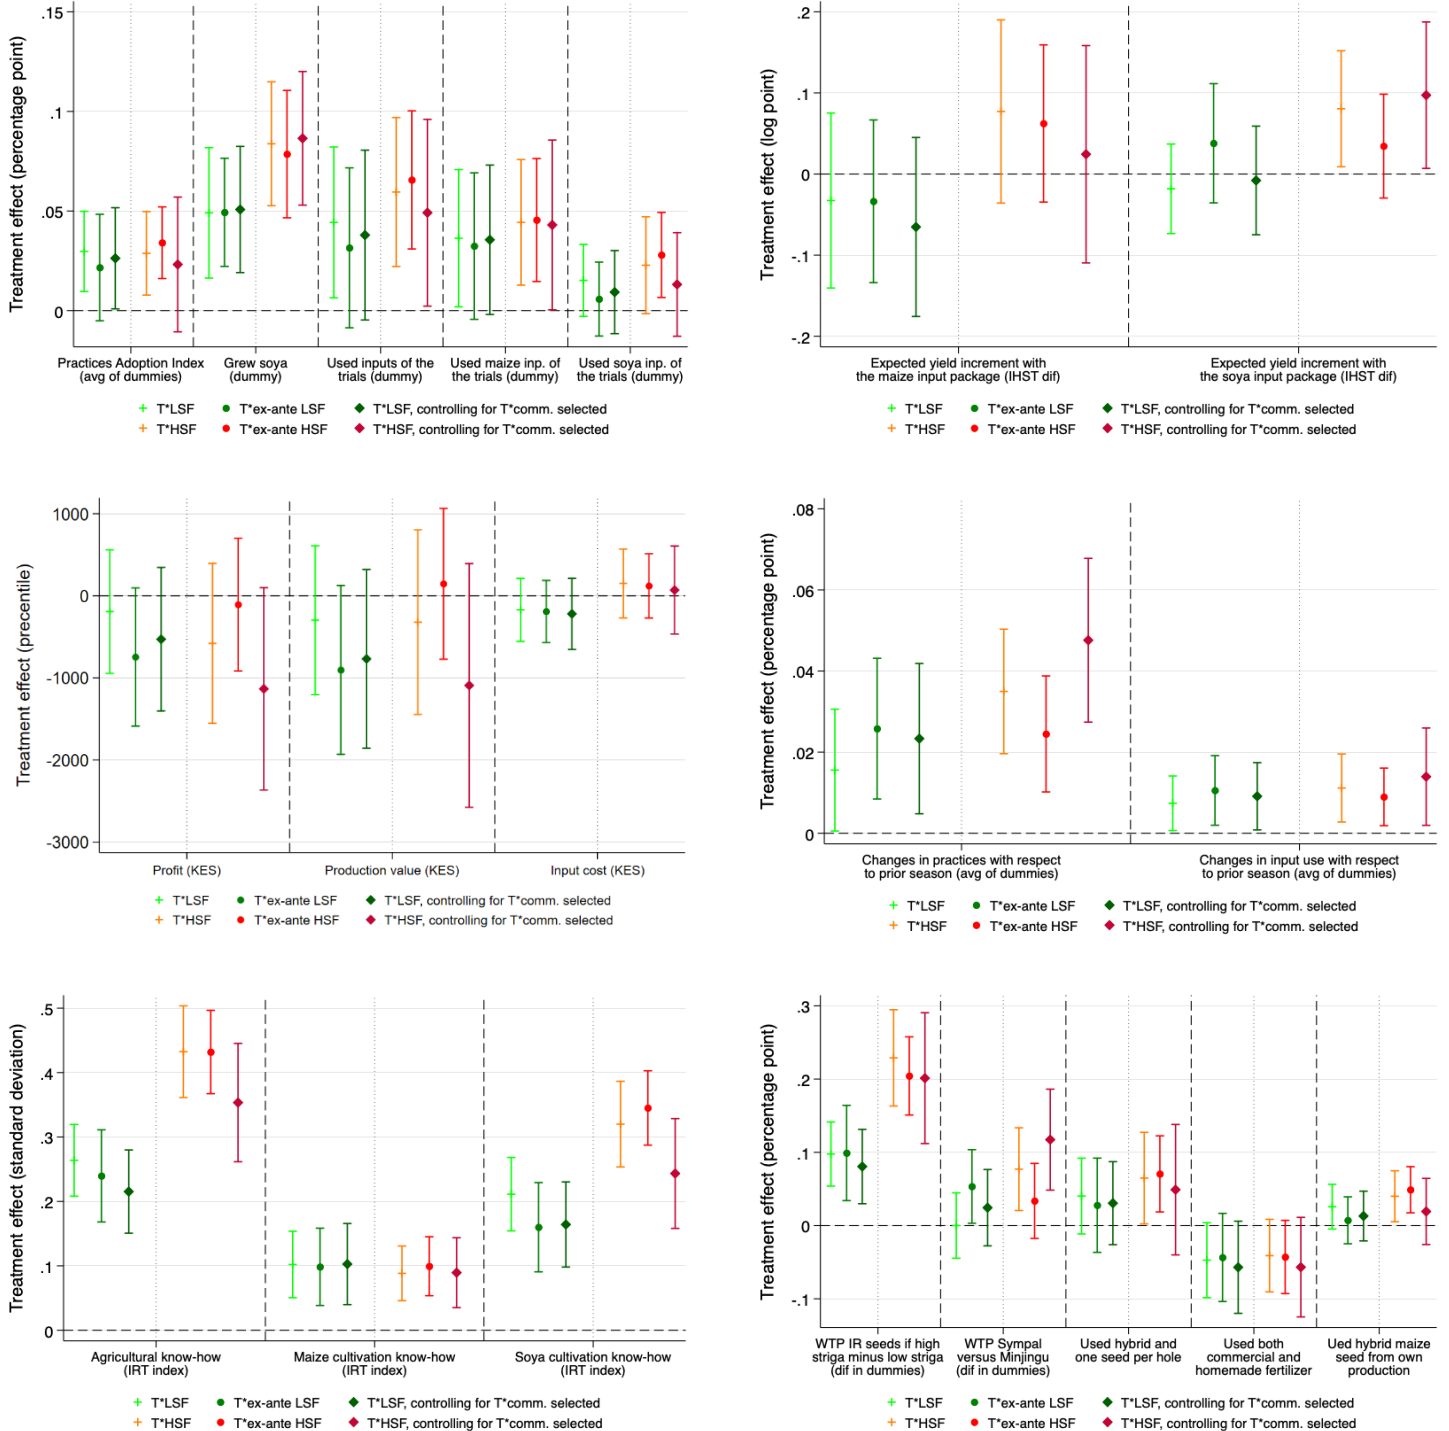 Treatment effect (percentage point)
.15
.1
.05
0
Practices Adoption Index
(avg of dummies)
Grew soya
(dummy)
Used inputs of the
trials (dummy)
Used maize inp. of
the trials (dummy)
Used soya inp. of
the trials (dummy)
T*LSF T*ex-ante LSF T*LSF, controlling for T*comm. selected
T*HSF T*ex-ante HSF T*HSF, controlling for T*comm. selected
Treatment effect (log point)
.2
.1
0
-.1
-.2
Expected yield increment with
the maize input package (IHST dif)
Expected yield increment with
the soya input package (IHST dif)
T*LSF T*ex-ante LSF T*LSF, controlling for T*comm. selected
T*HSF T*ex-ante HSF T*HSF, controlling for T*comm. selected
Treatment effect (precentile)
1000
0
-1000
-2000
-3000
Profit (KES)
Production value (KES)
Input cost (KES)
T*LSF T*ex-ante LSF T*LSF, controlling for T*comm. selected
T*HSF T*ex-ante HSF T*HSF, controlling for T*comm. selected
Treatment effect (percentage point)
.08
.06
.04
.02
0
Changes in practices with respect
to prior season (avg of dummies)
Changes in input use with respect
to prior season (avg of dummies)
T*LSF T*ex-ante LSF T*LSF, controlling for T*comm. selected
T*HSF T*ex-ante HSF T*HSF, controlling for T*comm. selected
Treatment effect (standard deviation)
.5
.4
.3
.2
.1
0
Agricultural know-how
(IRT index)
Maize cultivation know-how
(IRT index)
Soya cultivation know-how
(IRT index)
T*LSF T*ex-ante LSF T*LSF, controlling for T*comm. selected
T*HSF T*ex-ante HSF T*HSF, controlling for T*comm. selected
Treatment effect (percentage point)
.3
.2
.1
0
-.1
WTP IR seeds if high
striga minus low striga
(dif in dummies)
WTP Sympal
versus Minjingu
(dif in dummies)
Used hybrid and
one seed per hole
Used both
commercial and
homemade fertilizer
Ued hybrid maize
seed from own
production
T*LSF T*ex-ante LSF T*LSF, controlling for T*comm. selected
T*HSF T*ex-ante HSF T*HSF, controlling for T*comm. selected